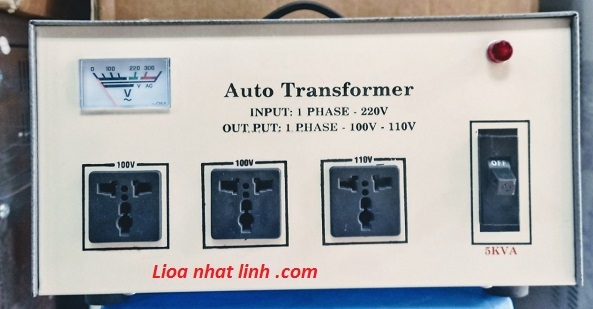 0 100 220 300
V AC
V
Auto Transformer
INPUT: 1 PHASE - 220V
OUT PUT: 1 PHASE - 100V - 110V
OFF
100V
100V
110V
5KVA
Lioa nhat linh .com